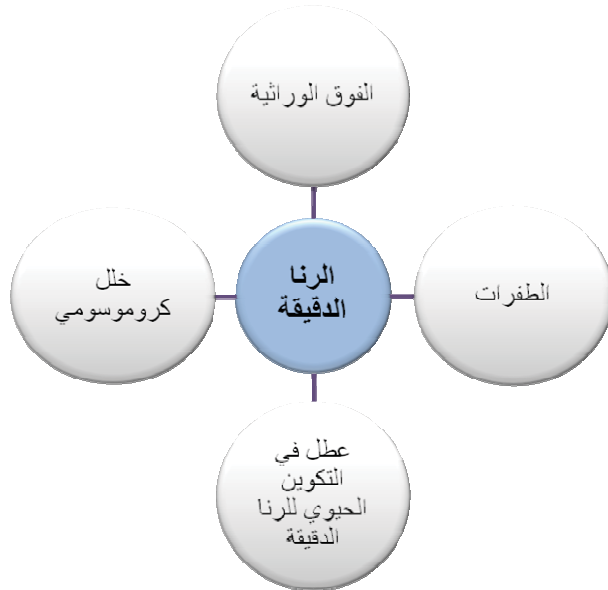 الفوق الوراثية
الرنا
الدقيقة
الطفرات
خلل
كروموسومي
عطل في
التكوين
الحيوي للرنا
الدقيقة